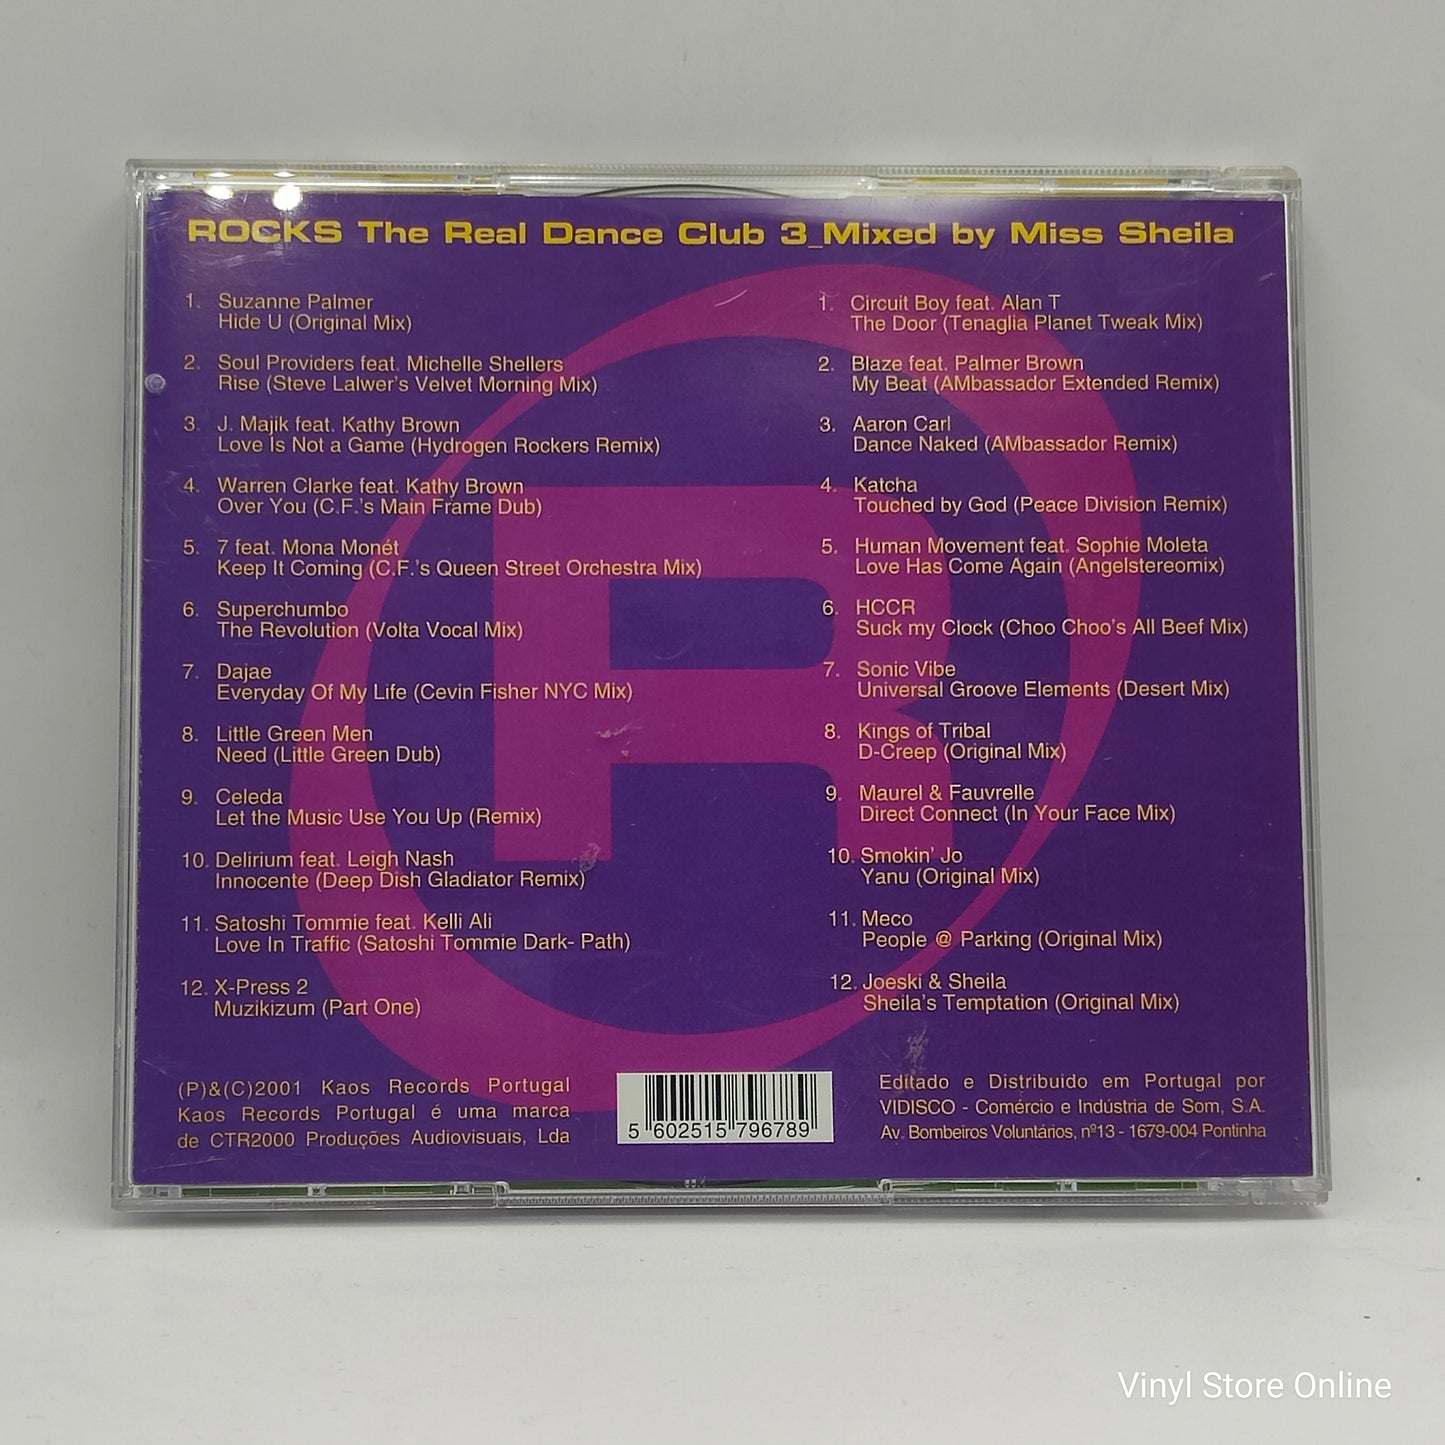 ROCKS The Real Dance Club 3_Mixed by Miss Sheila
1. Suzanne Palmer
Hide U (Original Mix)
2. Soul Providers feat. Michelle Shellers
Rise (Steve Lalwer's Velvet Morning Mix)
3. J. Majik feat. Kathy Brown
Love Is Not a Game (Hydrogen Rockers Remix)
4. Warren Clarke feat. Kathy Brown
Over You (C.F.'s Main Frame Dub)
5. 7 feat. Mona Monét
Keep It Coming (C.F.'s Queen Street Orchestra Mix)
6. Superchumbo
The Revolution (Volta Vocal Mix)
7. Dajae
Everyday Of My Life (Cevin Fisher NYC Mix)
8. Little Green Men
Need (Little Green Dub)
9. Celeda
Let the Music Use You Up (Remix)
10. Delirium feat. Leigh Nash
Innocente (Deep Dish Gladiator Remix)
11. Satoshi Tommie feat. Kelli Ali
Love In Traffic (Satoshi Tommie Dark- Path)
12. X-Press 2
Muzikizum (Part One)
1. Circuit Boy feat. Alan T
The Door (Tenaglia Planet Tweak Mix)
2. Blaze feat. Palmer Brown
My Beat (AMbassador Extended Remix)
3. Aaron Carl
Dance Naked (AMbassador Remix)
4. Katcha
Touched by God (Peace Division Remix)
5. Human Movement feat. Sophie Moleta
Love Has Come Again (Angelstereomix)
6. HCCR
Suck my Clock (Choo Choo's All Beef Mix)
7. Sonic Vibe
Universal Groove Elements (Desert Mix)
8. Kings of Tribal
D-Creep (Original Mix)
9. Maurel & Fauvrelle
Direct Connect (In Your Face Mix)
10. Smokin' Jo
Yanu (Original Mix)
11. Meco
People @ Parking (Original Mix)
12. Joeski & Sheila
Sheila's Temptation (Original Mix)
R
(P)&(C)2001 Kaos Records Portugal
Kaos Records Portugal é uma marca
de CTR2000 Produções Audiovisuais, Lda
5 602515 796789
Editado e Distribuido em Portugal por
VIDISCO - Comércio e Indústria de Som, S.A.
Av. Bombeiros Voluntários, nº13 - 1679-004 Pontinha
Vinyl Store Online